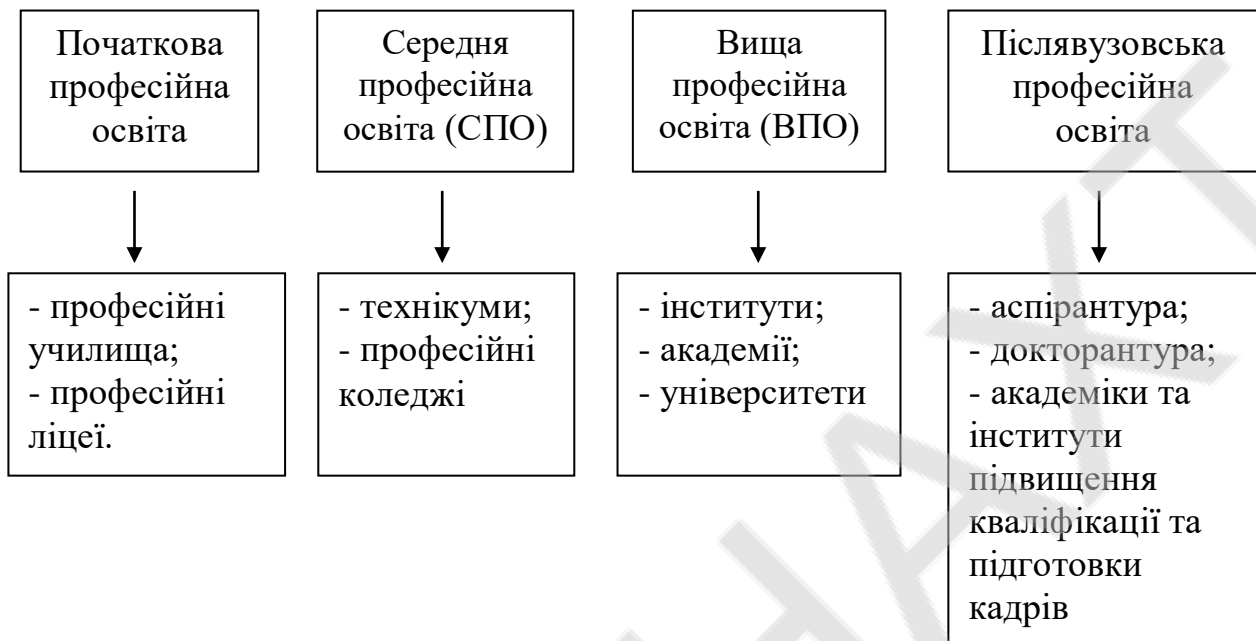 Початкова
професійна
освіта
Середня
професійна
освіта (СПО)
Вища
професійна
освіта (ВПО)
Післявузовська
професійна
освіта
- професійні
училища;
- професійні
ліцеї.
- технікуми;
- професійні
коледжі
- інститути;
- академії;
- університети
- аспірантура;
- докторантура;
- академіки та
інститути
підвищення
кваліфікації та
підготовки
кадрів
НАХТ